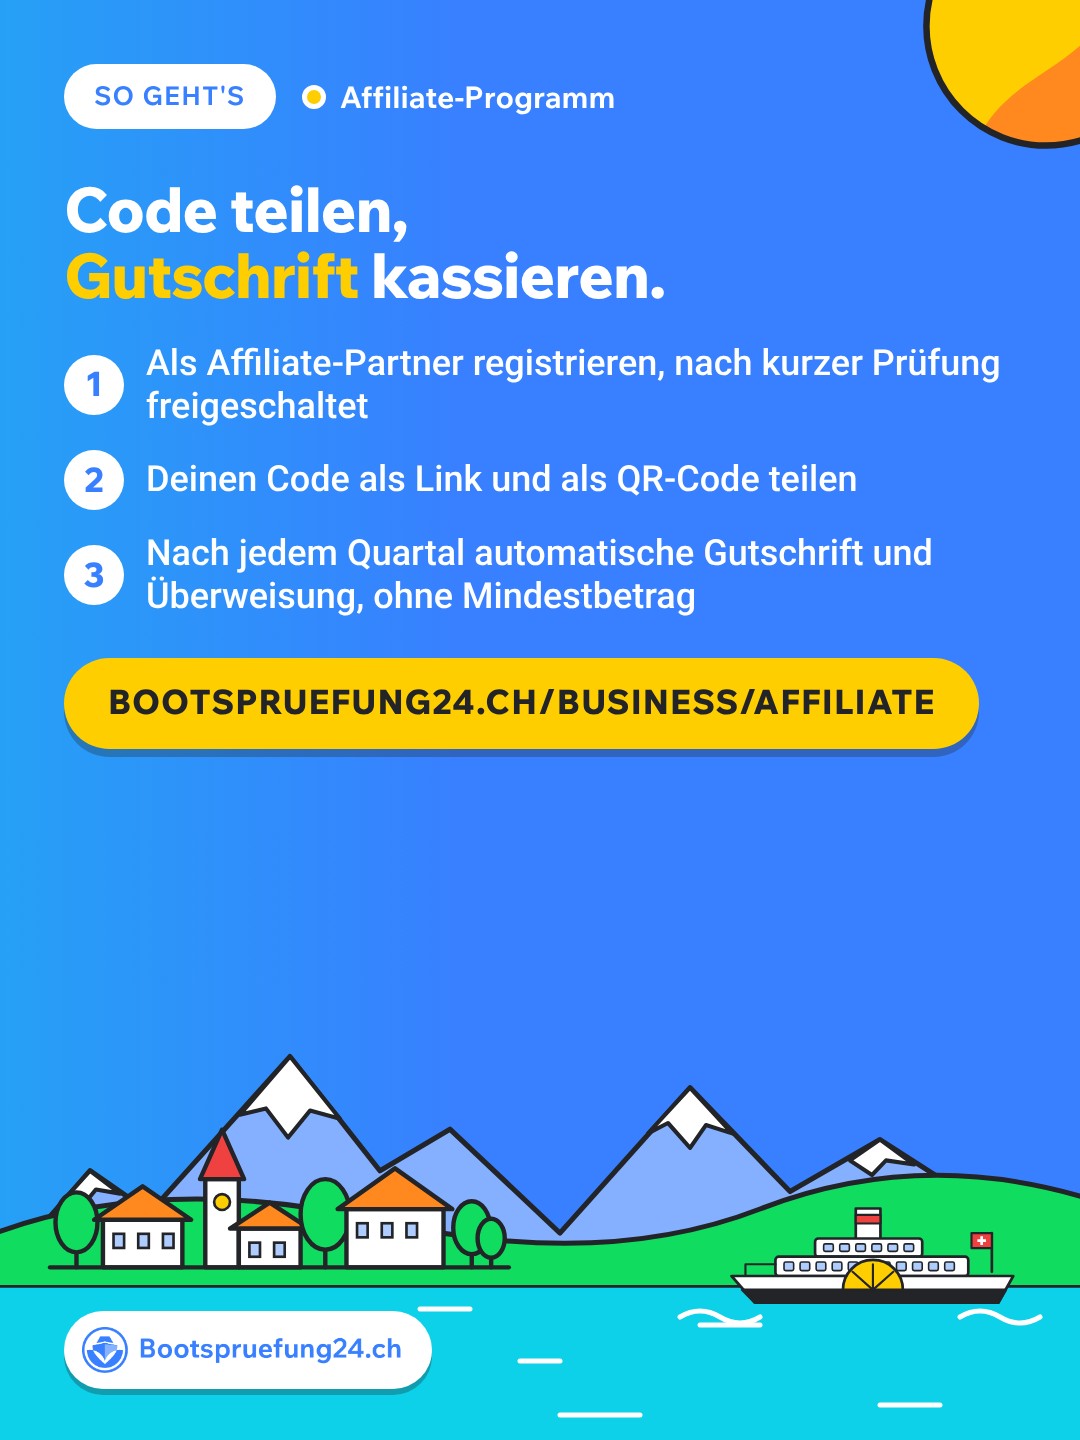 SO GEHT'S
Affiliate-Programm
Code teilen,
Gutschrift kassieren.
1
Als Affiliate-Partner registrieren, nach kurzer Prüfung
freigeschaltet
2
Deinen Code als Link und als QR-Code teilen
3
Nach jedem Quartal automatische Gutschrift und
Überweisung, ohne Mindestbetrag
BOOTSPRUEFUNG24.CH/BUSINESS/AFFILIATE
Bootspruefung24.ch